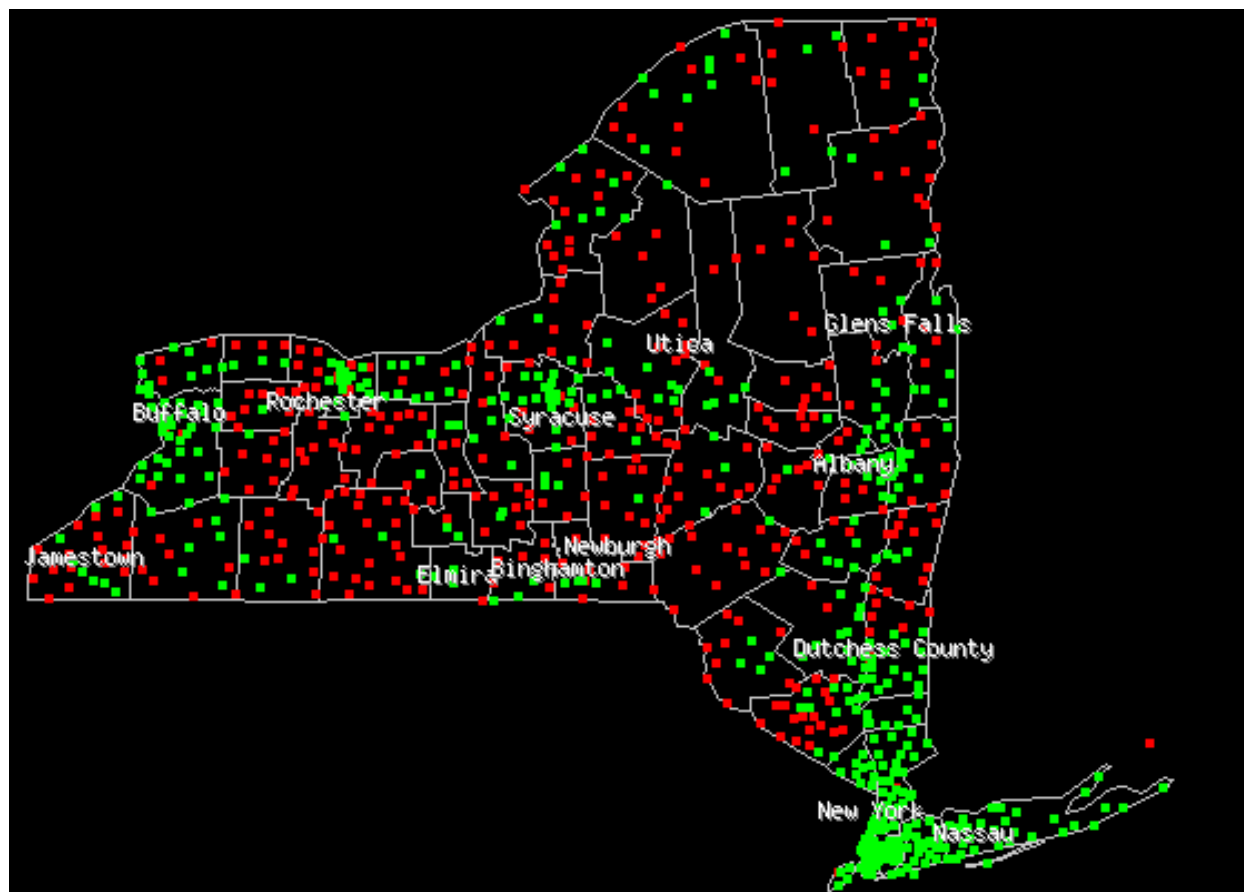 Glens Falls
Utica
Buffalo
Rochester
Syracuse
Albany
Jamestown
Newburgh
Elmira
Binghamton
Dutchess County
New York
Nassau